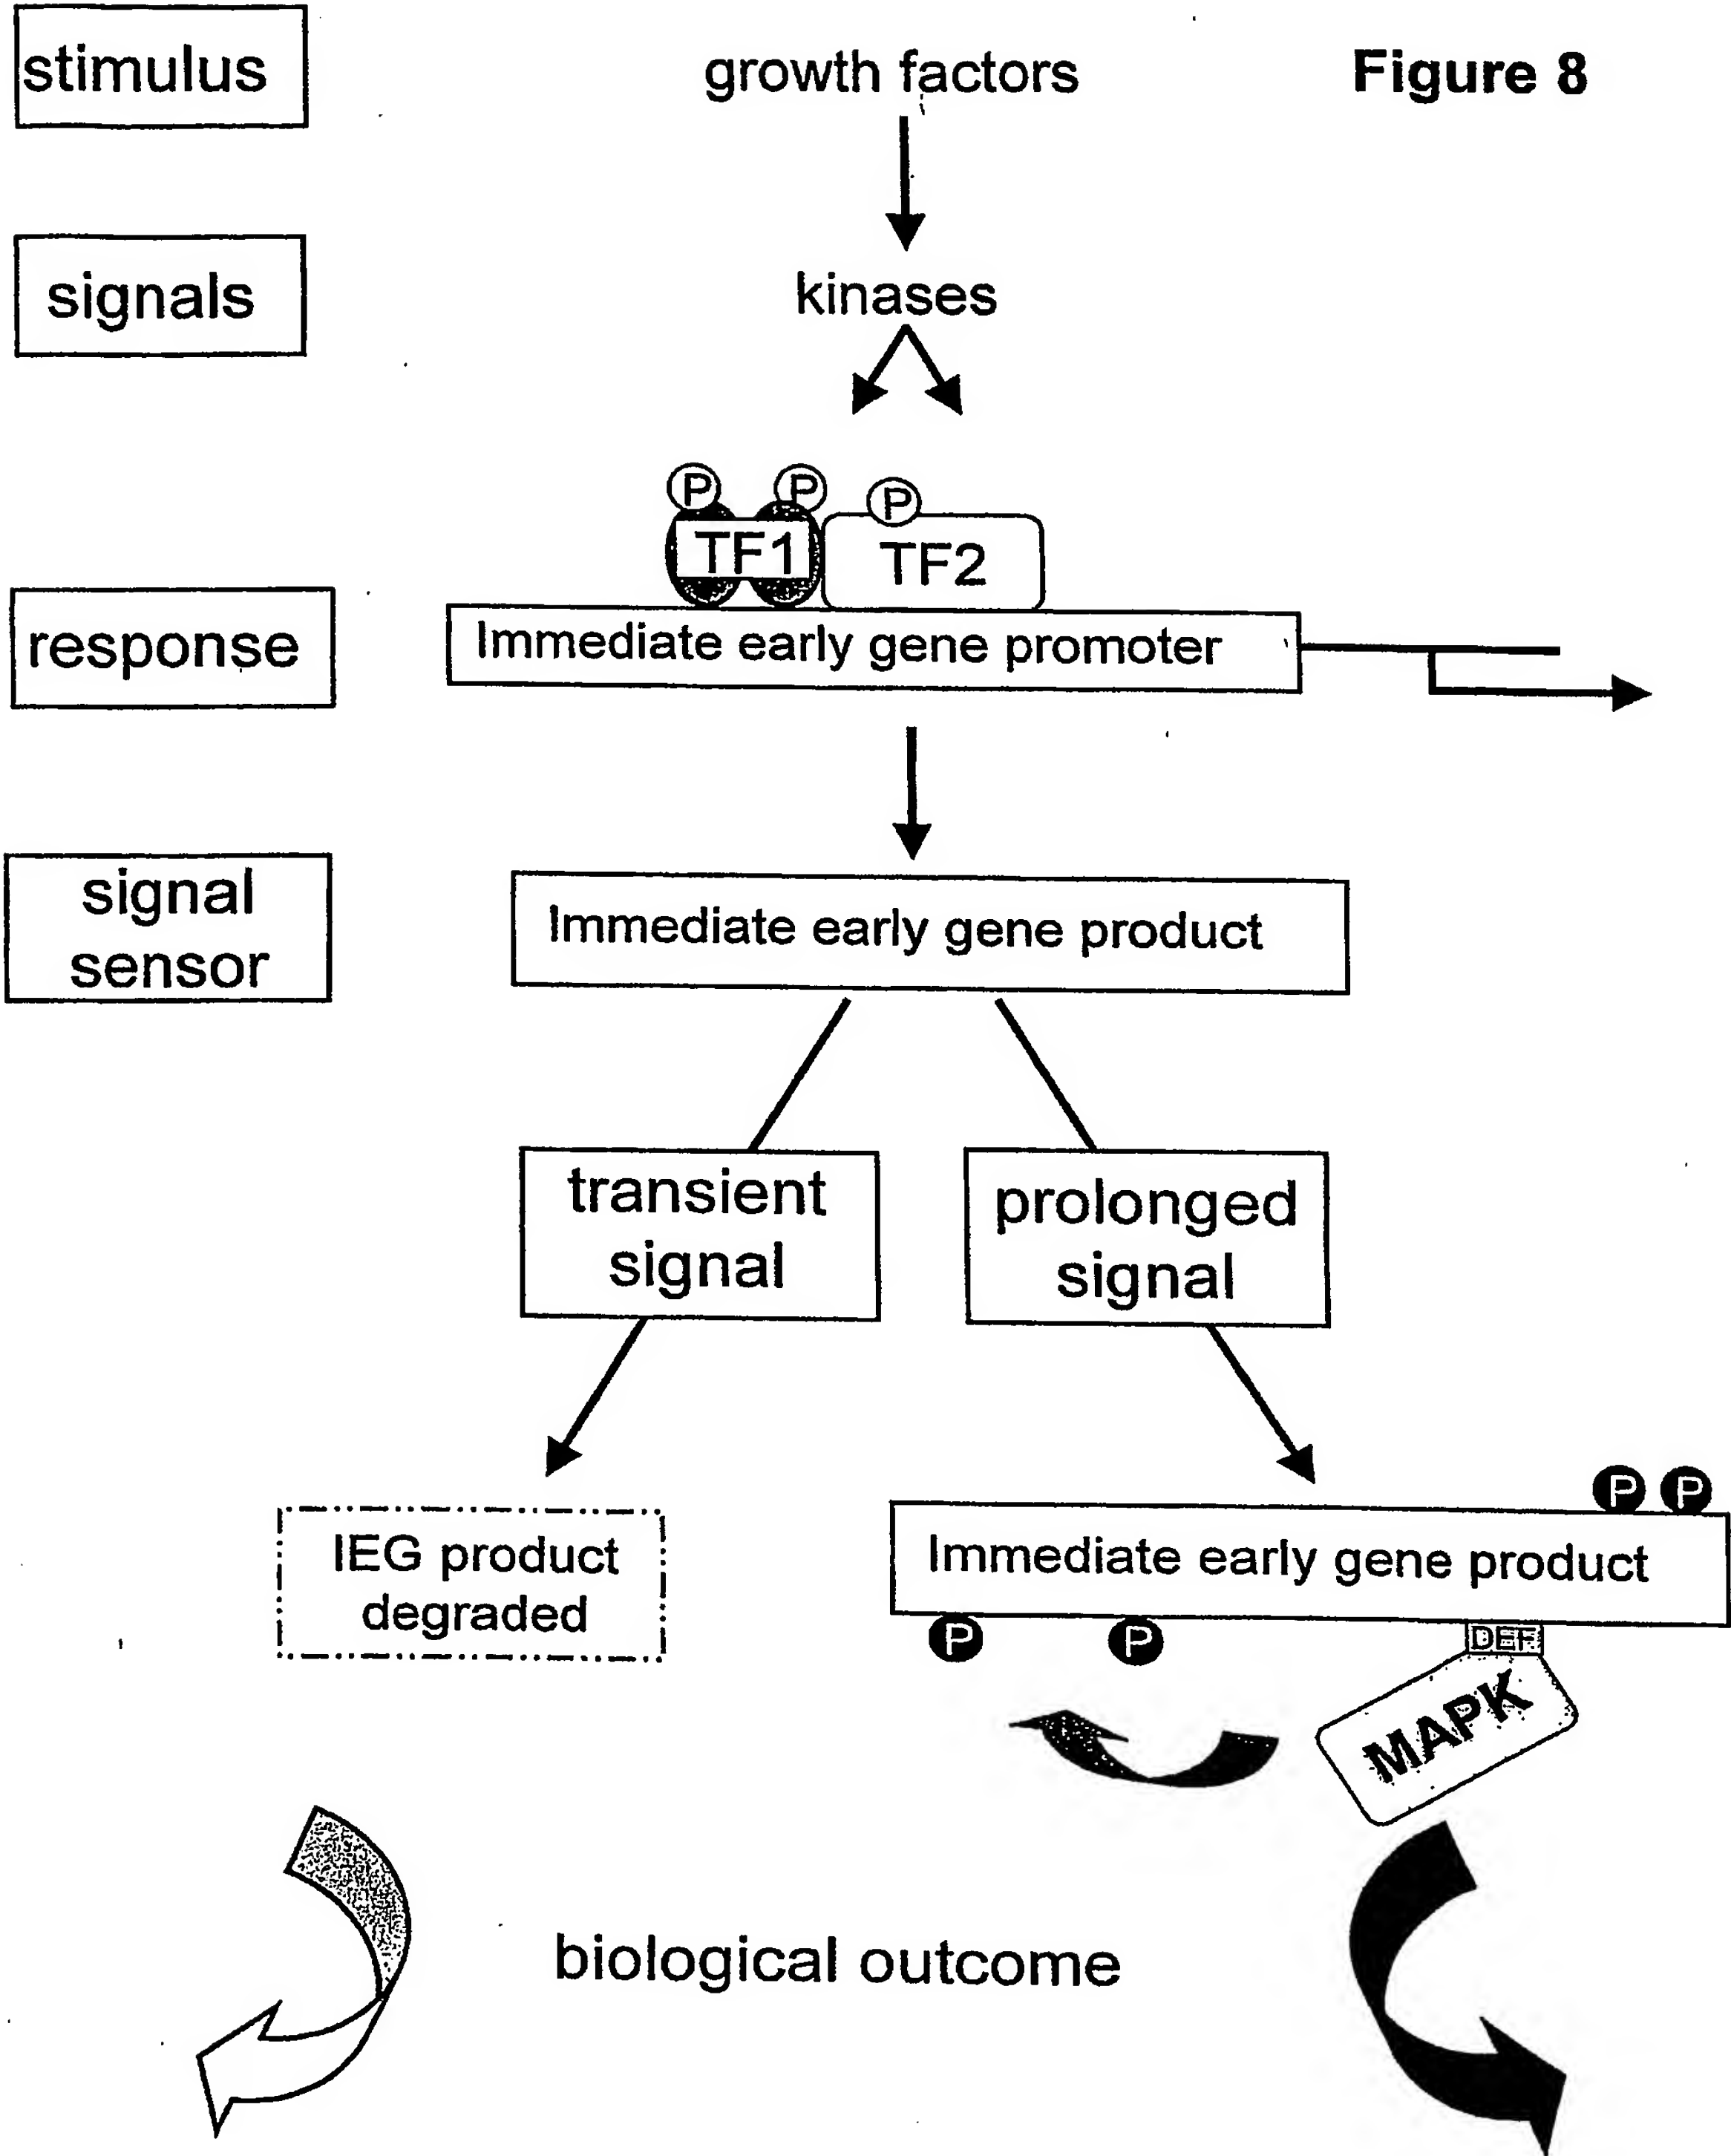 stimulus
growth factors
Figure 8
signals
kinases
P
P
P
TF1
TF2
response
Immediate early gene promoter
signal
sensor
Immediate early gene product
transient
signal
prolonged
signal
P
P
IEG product
degraded
Immediate early gene product
P
P
DEF
MAPK
biological outcome